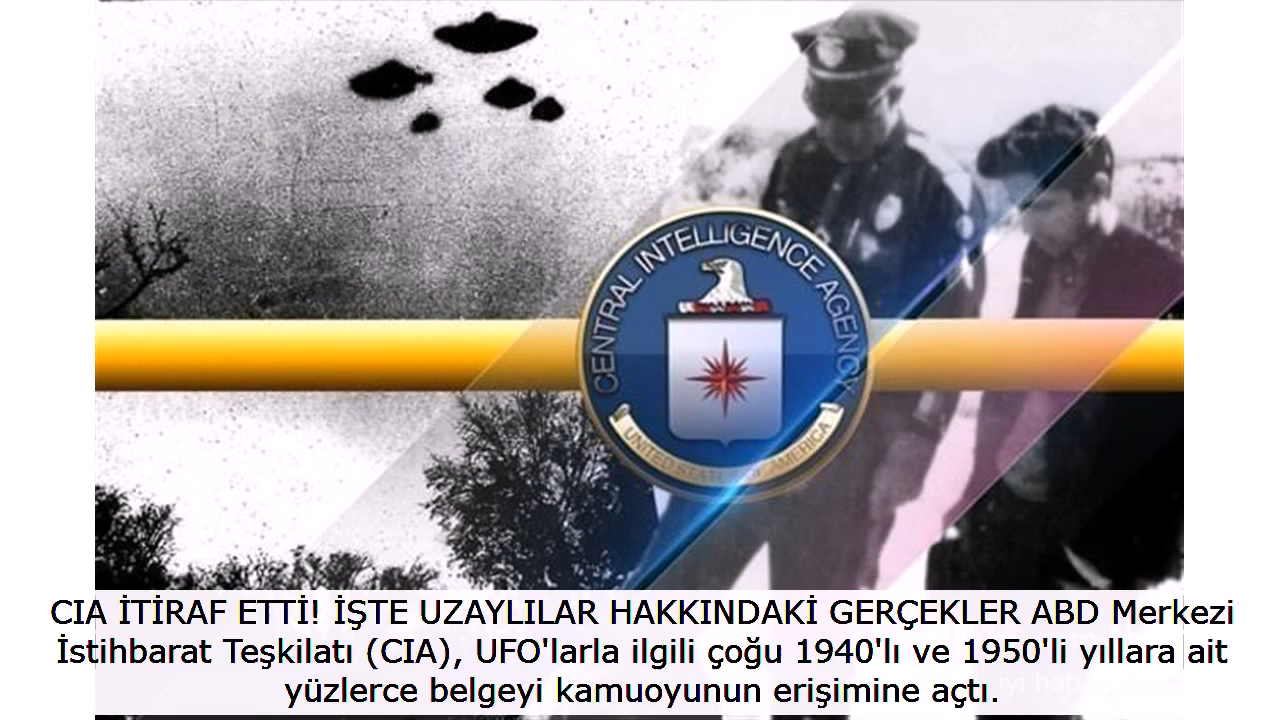 CENTRAL INTELLIGENCE AGENCY
UNITED STATES OF AMERICA
CIA İTİRAF ETTİ! İŞTE UZAYLILAR HAKKINDAKİ GERÇEKLER ABD Merkezi
İstihbarat Teşkilatı (CIA), UFO'larla ilgili çoğu 1940'lı ve 1950'li yıllara ait
yüzlerce belgeyi kamuoyunun erişimine açtı.